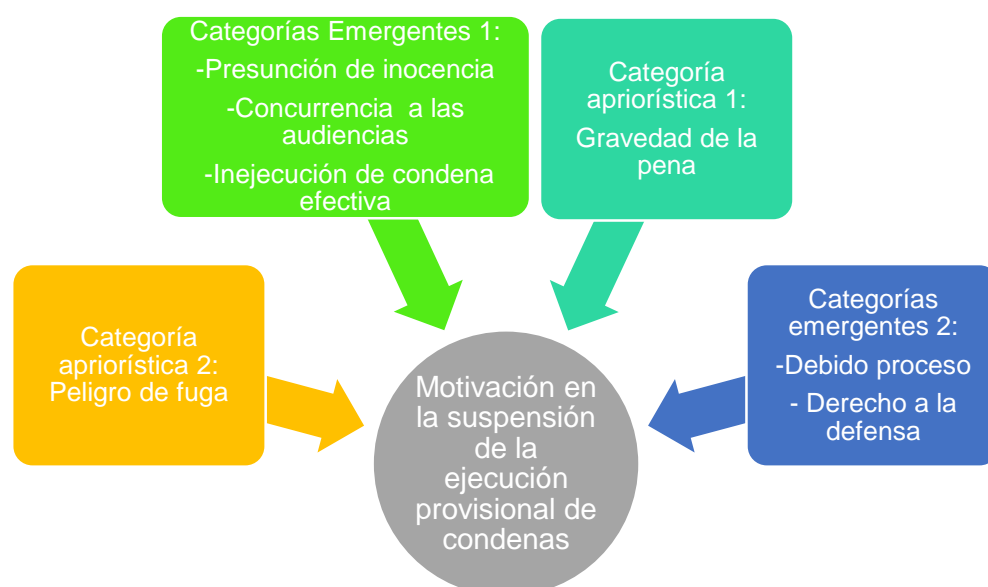 Categorías Emergentes 1:
-Presunción de inocencia
-Concurrencia a las
audiencias
-Inejecución de condena
efectiva
Categoría
apriorística 1:
Gravedad de la
pena
Categoría
apriorística 2:
Peligro de fuga
Categorías
emergentes 2:
-Debido proceso
- Derecho a la
defensa
Motivación en
la suspensión
de la
ejecución
provisional de
condenas